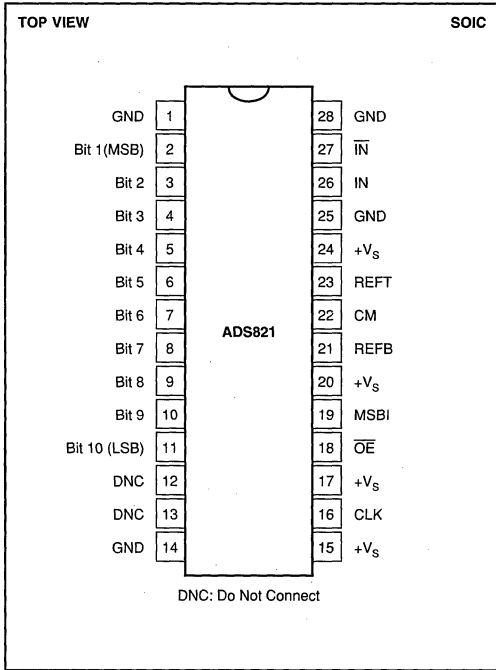 TOP VIEW SOIC
GND 1 28 GND
Bit 1(MSB) 2 27 I̅N̅
Bit 2 3 26 IN
Bit 3 4 25 GND
Bit 4 5 24 +VS
Bit 5 6 23 REFT
Bit 6 7 22 CM
ADS821
Bit 7 8 21 REFB
Bit 8 9 20 +VS
Bit 9 10 19 MSBI
Bit 10 (LSB) 11 18 O̅E̅
DNC 12 17 +VS
DNC 13 16 CLK
GND 14 15 +VS
DNC: Do Not Connect